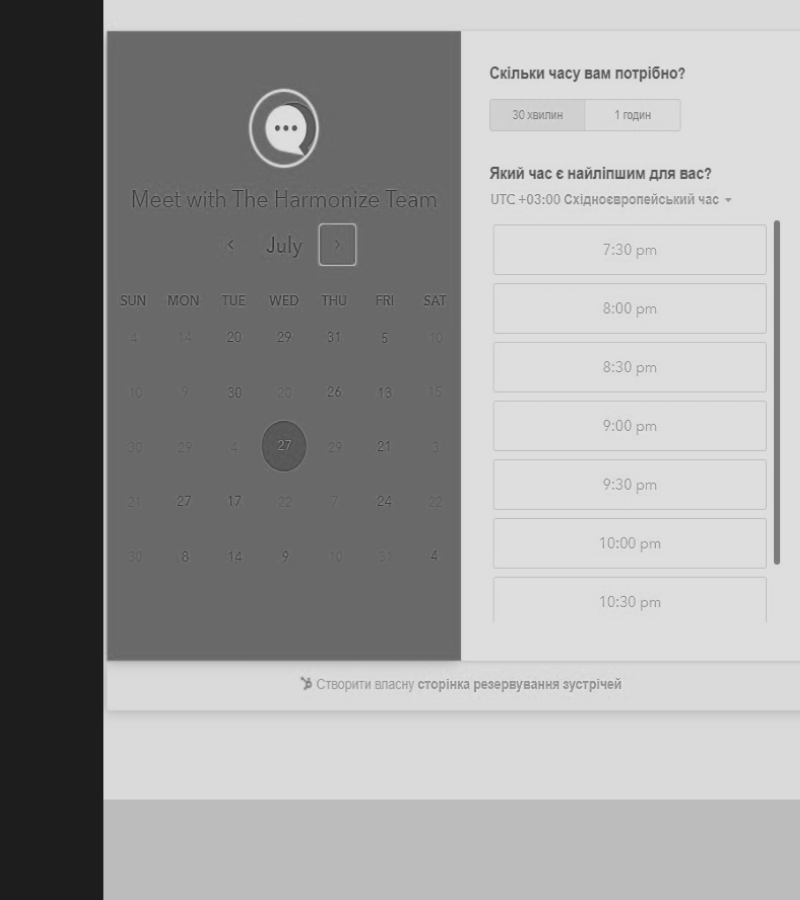 Meet with The Harmonize Team
July
SUN MON TUE WED THU FRI SAT
4 14 20 29 31 5 10
10 9 30 20 26 13 15
30 29 4 27 29 21 3
21 27 17 22 7 24 22
30 8 14 9 10 31 4
Скільки часу вам потрібно?
30 хвилин 1 годин
Який час є найліпшим для вас?
UTC +03:00 Східноєвропейський час
7:30 pm
8:00 pm
8:30 pm
9:00 pm
9:30 pm
10:00 pm
10:30 pm
Створити власну сторінка резервування зустрічей